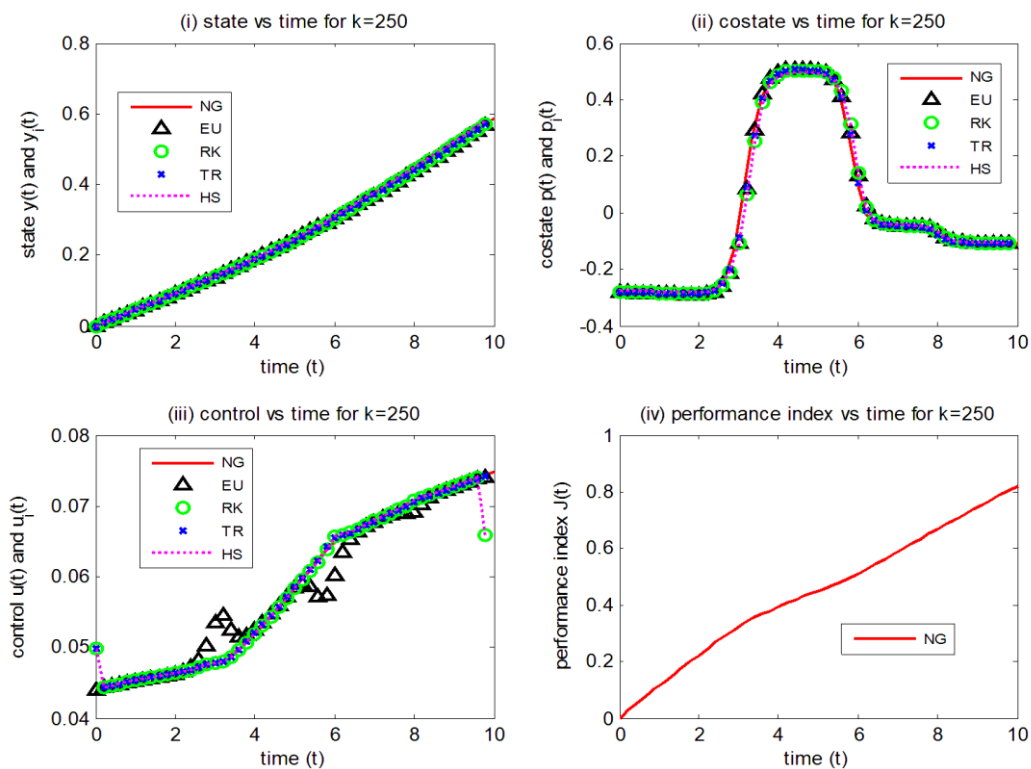 (i) state vs time for k=250
0.8
0.6
0.4
0.2
0
0 2 4 6 8 10
state y(t) and y_i(t)
time (t)
NG
EU
RK
TR
HS
(ii) costate vs time for k=250
0.6
0.4
0.2
0
-0.2
-0.4
0 2 4 6 8 10
costate p(t) and p_i(t)
time (t)
NG
EU
RK
TR
HS
(iii) control vs time for k=250
0.08
0.07
0.06
0.05
0.04
0 2 4 6 8 10
control u(t) and u_i(t)
time (t)
NG
EU
RK
TR
HS
(iv) performance index vs time for k=250
1
0.8
0.6
0.4
0.2
0
0 2 4 6 8 10
performance index J(t)
time (t)
NG